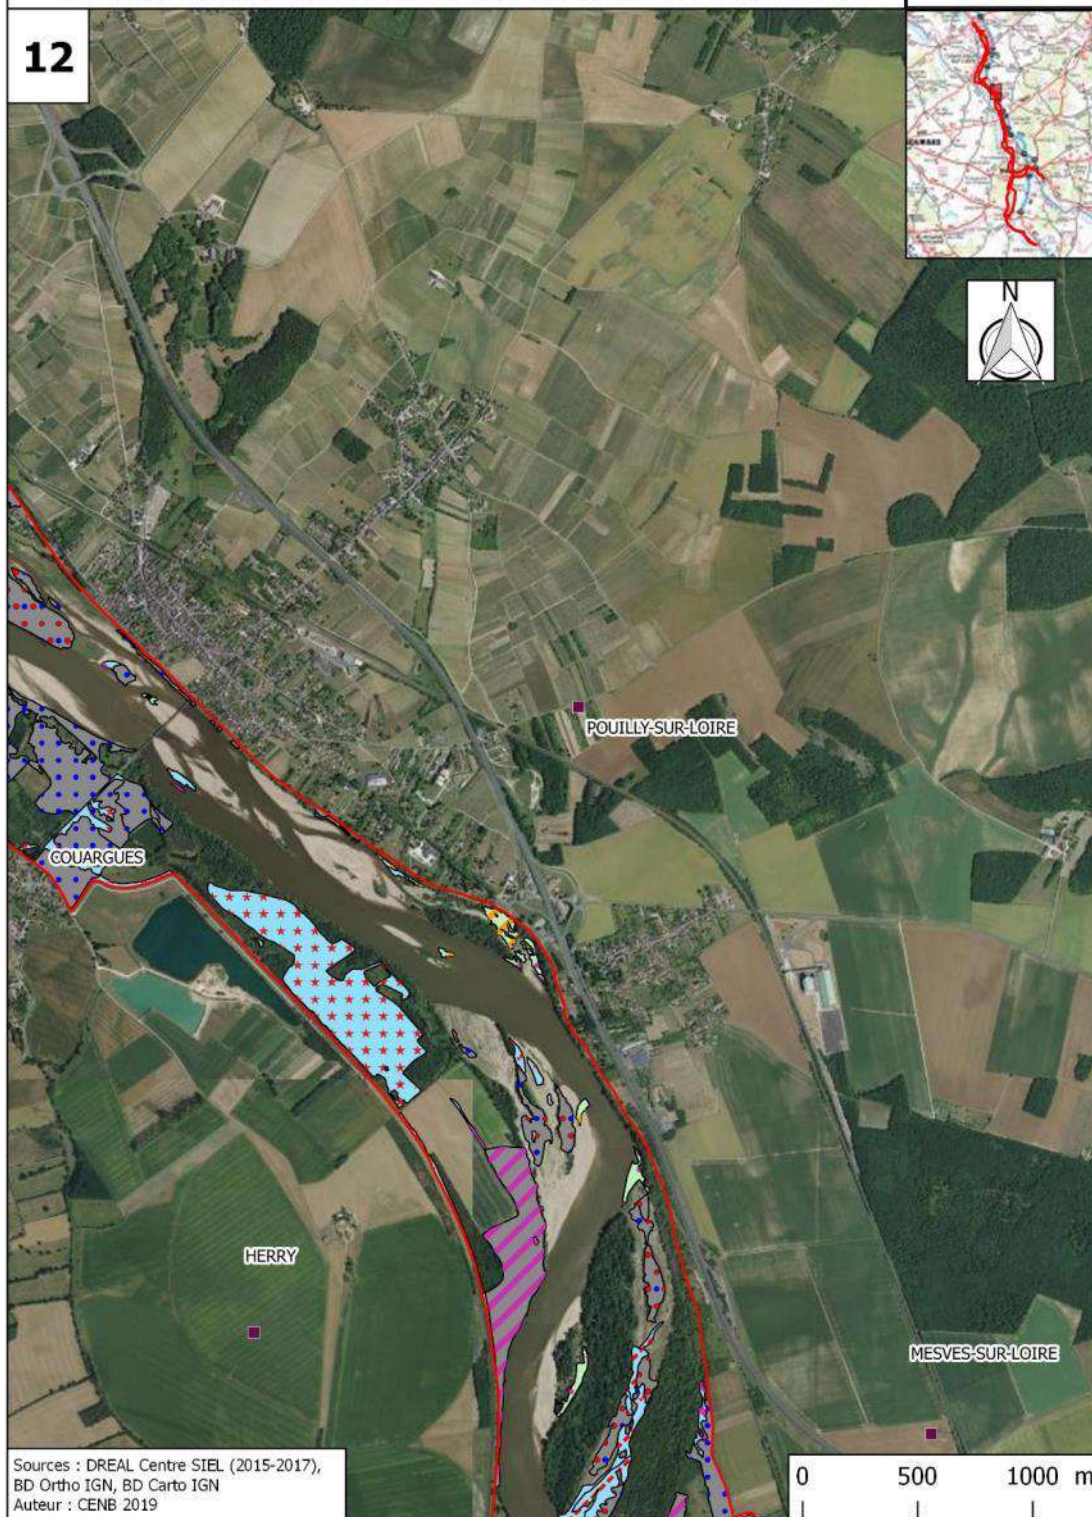 12
N
POUILLY-SUR-LOIRE
COUARGUES
HERRY
MESVES-SUR-LOIRE
Sources : DREAL Centre SIEL (2015-2017),
BD Ortho IGN, BD Carto IGN
Auteur : CENB 2019
0 500 1000 m